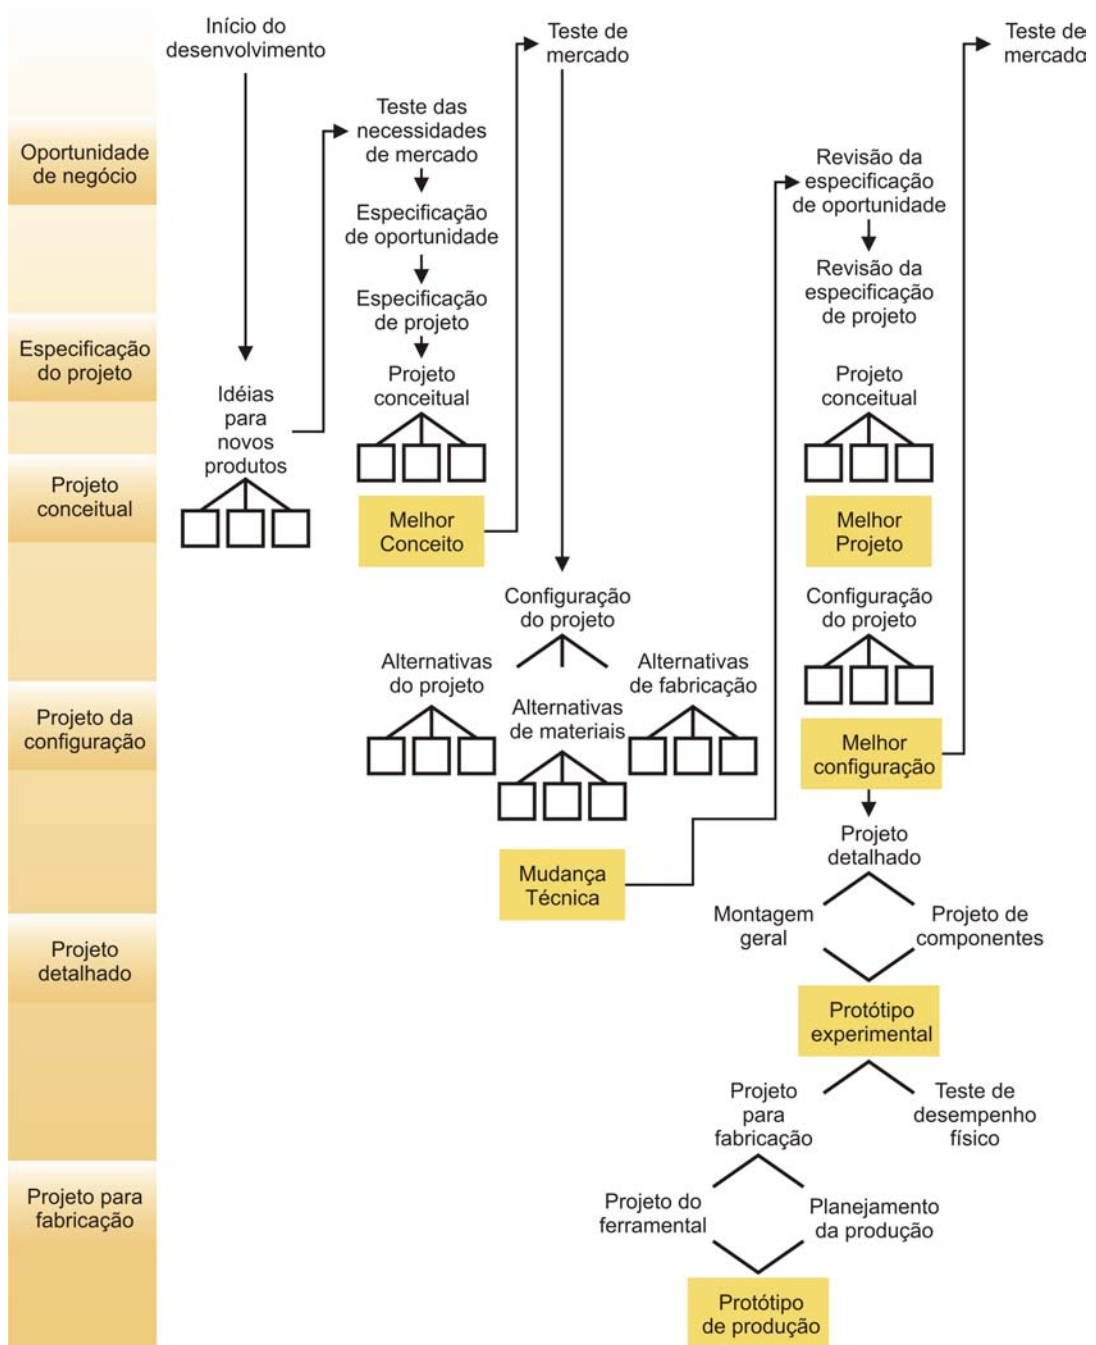 Oportunidade
de negócio
Especificação
do projeto
Projeto
conceitual
Projeto da
configuração
Projeto
detalhado
Projeto para
fabricação
Início do
desenvolvimento
Idéias
para
novos
produtos
Teste das
necessidades
de mercado
Especificação
de oportunidade
Especificação
de projeto
Projeto
conceitual
Melhor
Conceito
Teste de
mercado
Configuração
do projeto
Alternativas
do projeto
Alternativas
de materiais
Alternativas
de fabricação
Mudança
Técnica
Revisão da
especificação
de oportunidade
Revisão da
especificação
de projeto
Projeto
conceitual
Melhor
Projeto
Configuração
do projeto
Melhor
configuração
Teste de
mercado
Projeto
detalhado
Montagem
geral
Projeto de
componentes
Protótipo
experimental
Projeto
para
fabricação
Teste de
desempenho
físico
Projeto do
ferramental
Planejamento
da produção
Protótipo
de produção